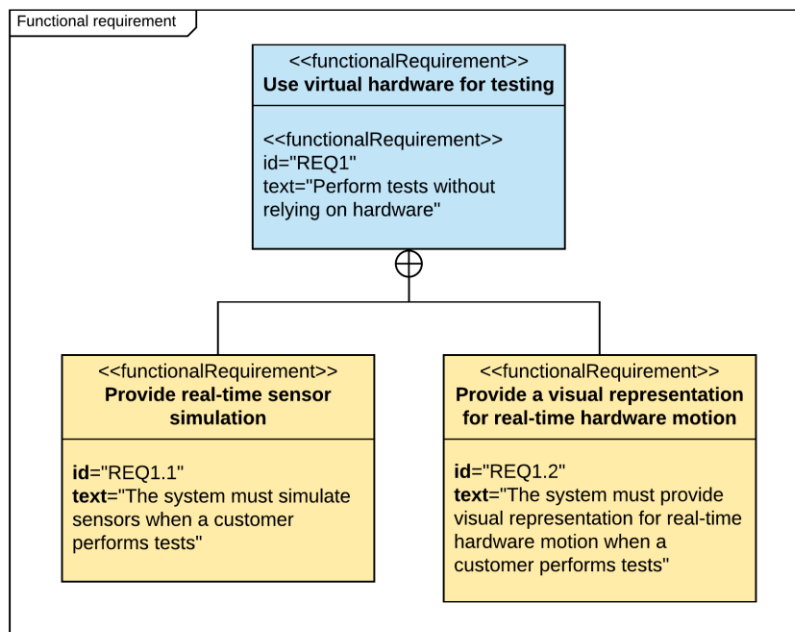 Functional requirement
<<functionalRequirement>>
Use virtual hardware for testing
<<functionalRequirement>>
id="REQ1"
text="Perform tests without
relying on hardware"
<<functionalRequirement>>
Provide real-time sensor
simulation
id="REQ1.1"
text="The system must simulate
sensors when a customer
performs tests"
<<functionalRequirement>>
Provide a visual representation
for real-time hardware motion
id="REQ1.2"
text="The system must provide
visual representation for real-time
hardware motion when a
customer performs tests"